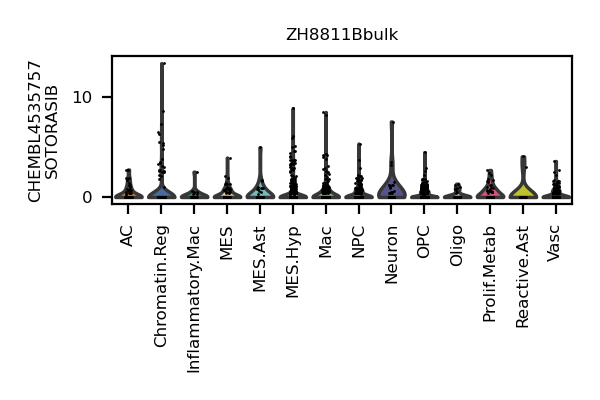 ZH8811Bbulk
CHEMBL4535757
SOTORASIB
10
0
AC
Chromatin.Reg
Inflammatory.Mac
MES
MES.Ast
MES.Hyp
Mac
NPC
Neuron
OPC
Oligo
Prolif.Metab
Reactive.Ast
Vasc